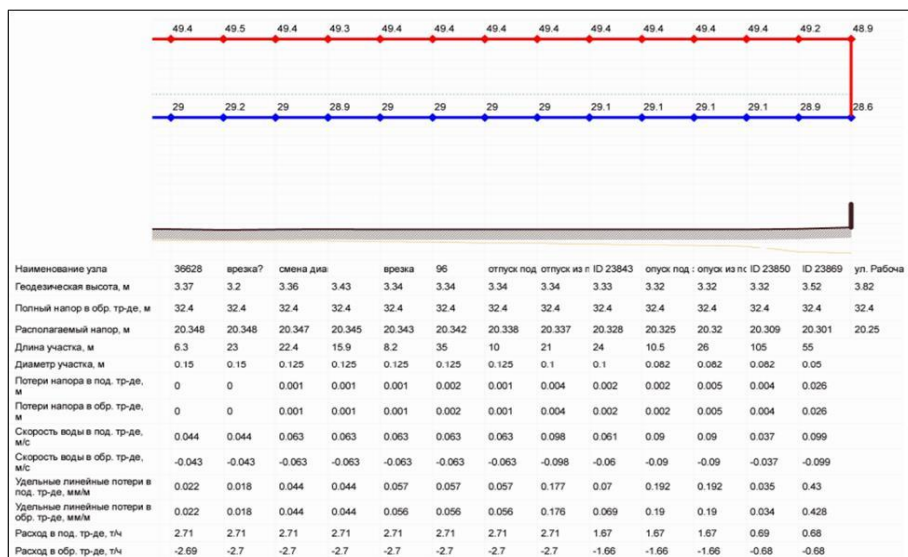 49.4 49.5 49.4 49.3 49.4 49.4 49.4 49.4 49.4 49.4 49.4 49.4 49.2 48.9
29 29.2 29 28.9 29 29 29 29 29.1 29.1 29.1 29.1 28.9 28.6
Наименование узла 36628 врезка? смена диа врезка 96 отпуск под отпуск из п ID 23843 опуск под : опуск из пс ID 23850 ID 23869 ул. Рабоча
Геодезическая высота, м 3.37 3.2 3.36 3.43 3.34 3.34 3.34 3.34 3.33 3.32 3.32 3.32 3.52 3.82
Полный напор в обр. тр-де, м 32.4 32.4 32.4 32.4 32.4 32.4 32.4 32.4 32.4 32.4 32.4 32.4 32.4 32.4
Располагаемый напор, м 20.348 20.348 20.347 20.345 20.343 20.342 20.338 20.337 20.328 20.325 20.32 20.309 20.301 20.25
Длина участка, м 6.3 23 22.4 15.9 8.2 35 10 21 24 10.5 26 105 55
Диаметр участка, м 0.15 0.15 0.125 0.125 0.125 0.125 0.125 0.1 0.1 0.082 0.082 0.082 0.05
Потери напора в под. тр-де,
м 0 0 0.001 0.001 0.001 0.002 0.001 0.004 0.002 0.002 0.005 0.004 0.026
Потери напора в обр. тр-де,
м 0 0 0.001 0.001 0.001 0.002 0.001 0.004 0.002 0.002 0.005 0.004 0.026
Скорость воды в под. тр-де,
м/с 0.044 0.044 0.063 0.063 0.063 0.063 0.063 0.098 0.061 0.09 0.09 0.037 0.099
Скорость воды в обр. тр-де,
м/с -0.043 -0.043 -0.063 -0.063 -0.063 -0.063 -0.063 -0.098 -0.06 -0.09 -0.09 -0.037 -0.099
Удельные линейные потери в
под. тр-де, мм/м 0.022 0.018 0.044 0.044 0.057 0.057 0.057 0.177 0.07 0.192 0.192 0.035 0.43
Удельные линейные потери в
обр. тр-де, мм/м 0.022 0.018 0.044 0.044 0.056 0.056 0.056 0.176 0.069 0.19 0.19 0.034 0.428
Расход в под. тр-де, т/ч 2.71 2.71 2.71 2.71 2.71 2.71 2.71 2.71 1.67 1.67 1.67 0.69 0.68
Расход в обр. тр-де, т/ч -2.69 -2.7 -2.7 -2.7 -2.7 -2.7 -2.7 -2.7 -1.66 -1.66 -1.66 -0.68 -0.68